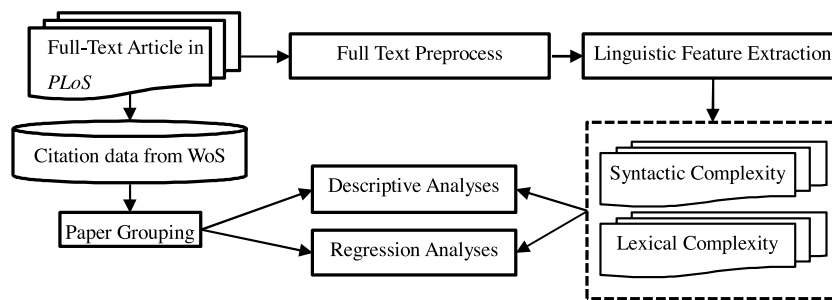 Full-Text Article in
PLoS
Full Text Preprocess
Linguistic Feature Extraction
Citation data from WoS
Paper Grouping
Descriptive Analyses
Regression Analyses
Syntactic Complexity
Lexical Complexity